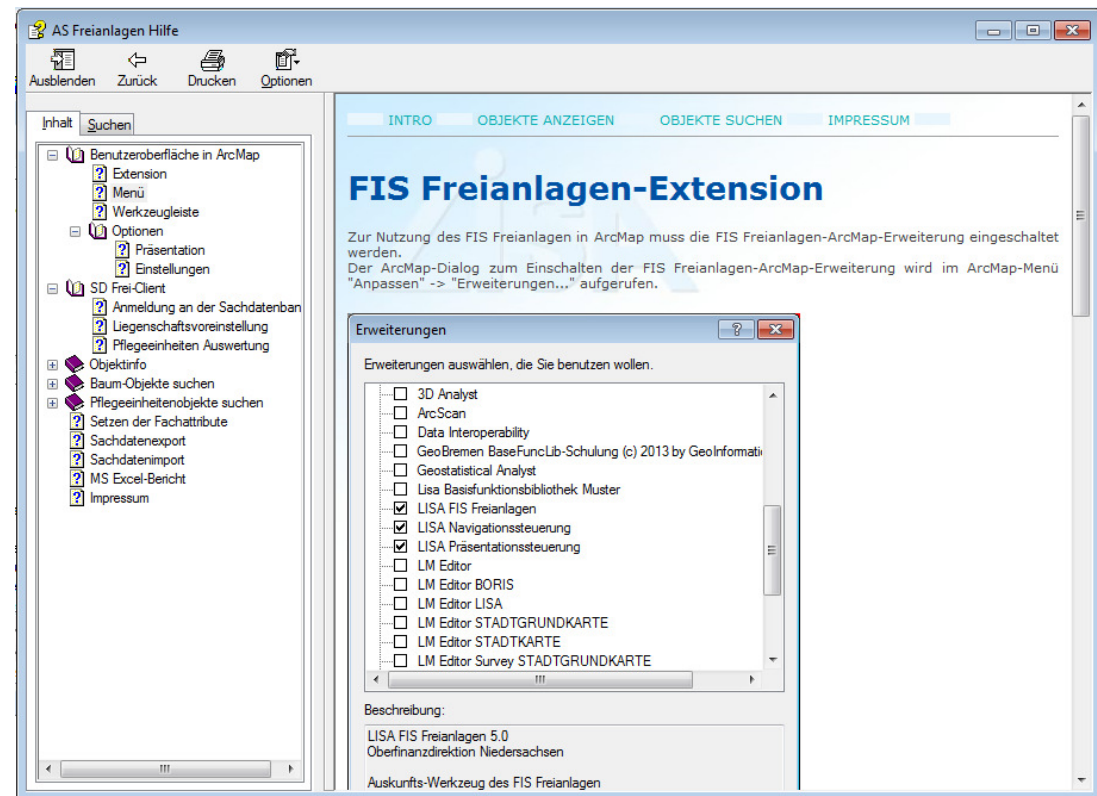 AS Freianlagen Hilfe
Ausblenden Zurück Drucken Optionen
Inhalt Suchen
Benutzeroberfläche in ArcMap
Extension
Menü
Werkzeugleiste
Optionen
Präsentation
Einstellungen
SD Frei-Client
Anmeldung an der Sachdatenban
Liegenschaftsvoreinstellung
Pflegeeinheiten Auswertung
Objektinfo
Baum-Objekte suchen
Pflegeeinheitenobjekte suchen
Setzen der Fachattribute
Sachdatenexport
Sachdatenimport
MS Excel-Bericht
Impressum
INTRO OBJEKTE ANZEIGEN OBJEKTE SUCHEN IMPRESSUM
LISA
FIS Freianlagen-Extension
Zur Nutzung des FIS Freianlagen in ArcMap muss die FIS Freianlagen-ArcMap-Erweiterung eingeschaltet
werden.
Der ArcMap-Dialog zum Einschalten der FIS Freianlagen-ArcMap-Erweiterung wird im ArcMap-Menü
"Anpassen" -> "Erweiterungen..." aufgerufen.
Erweiterungen
Erweiterungen auswählen, die Sie benutzen wollen.
3D Analyst
ArcScan
Data Interoperability
GeoBremen BaseFuncLib-Schulung (c) 2013 by GeoInformati
Geostatistical Analyst
Lisa Basisfunktionsbibliothek Muster
LISA FIS Freianlagen
LISA Navigationssteuerung
LISA Präsentationssteuerung
LM Editor
LM Editor BORIS
LM Editor LISA
LM Editor STADTGRUNDKARTE
LM Editor STADTKARTE
LM Editor Survey STADTGRUNDKARTE
Beschreibung:
LISA FIS Freianlagen 5.0
Oberfinanzdirektion Niedersachsen
Auskunfts-Werkzeug des FIS Freianlagen